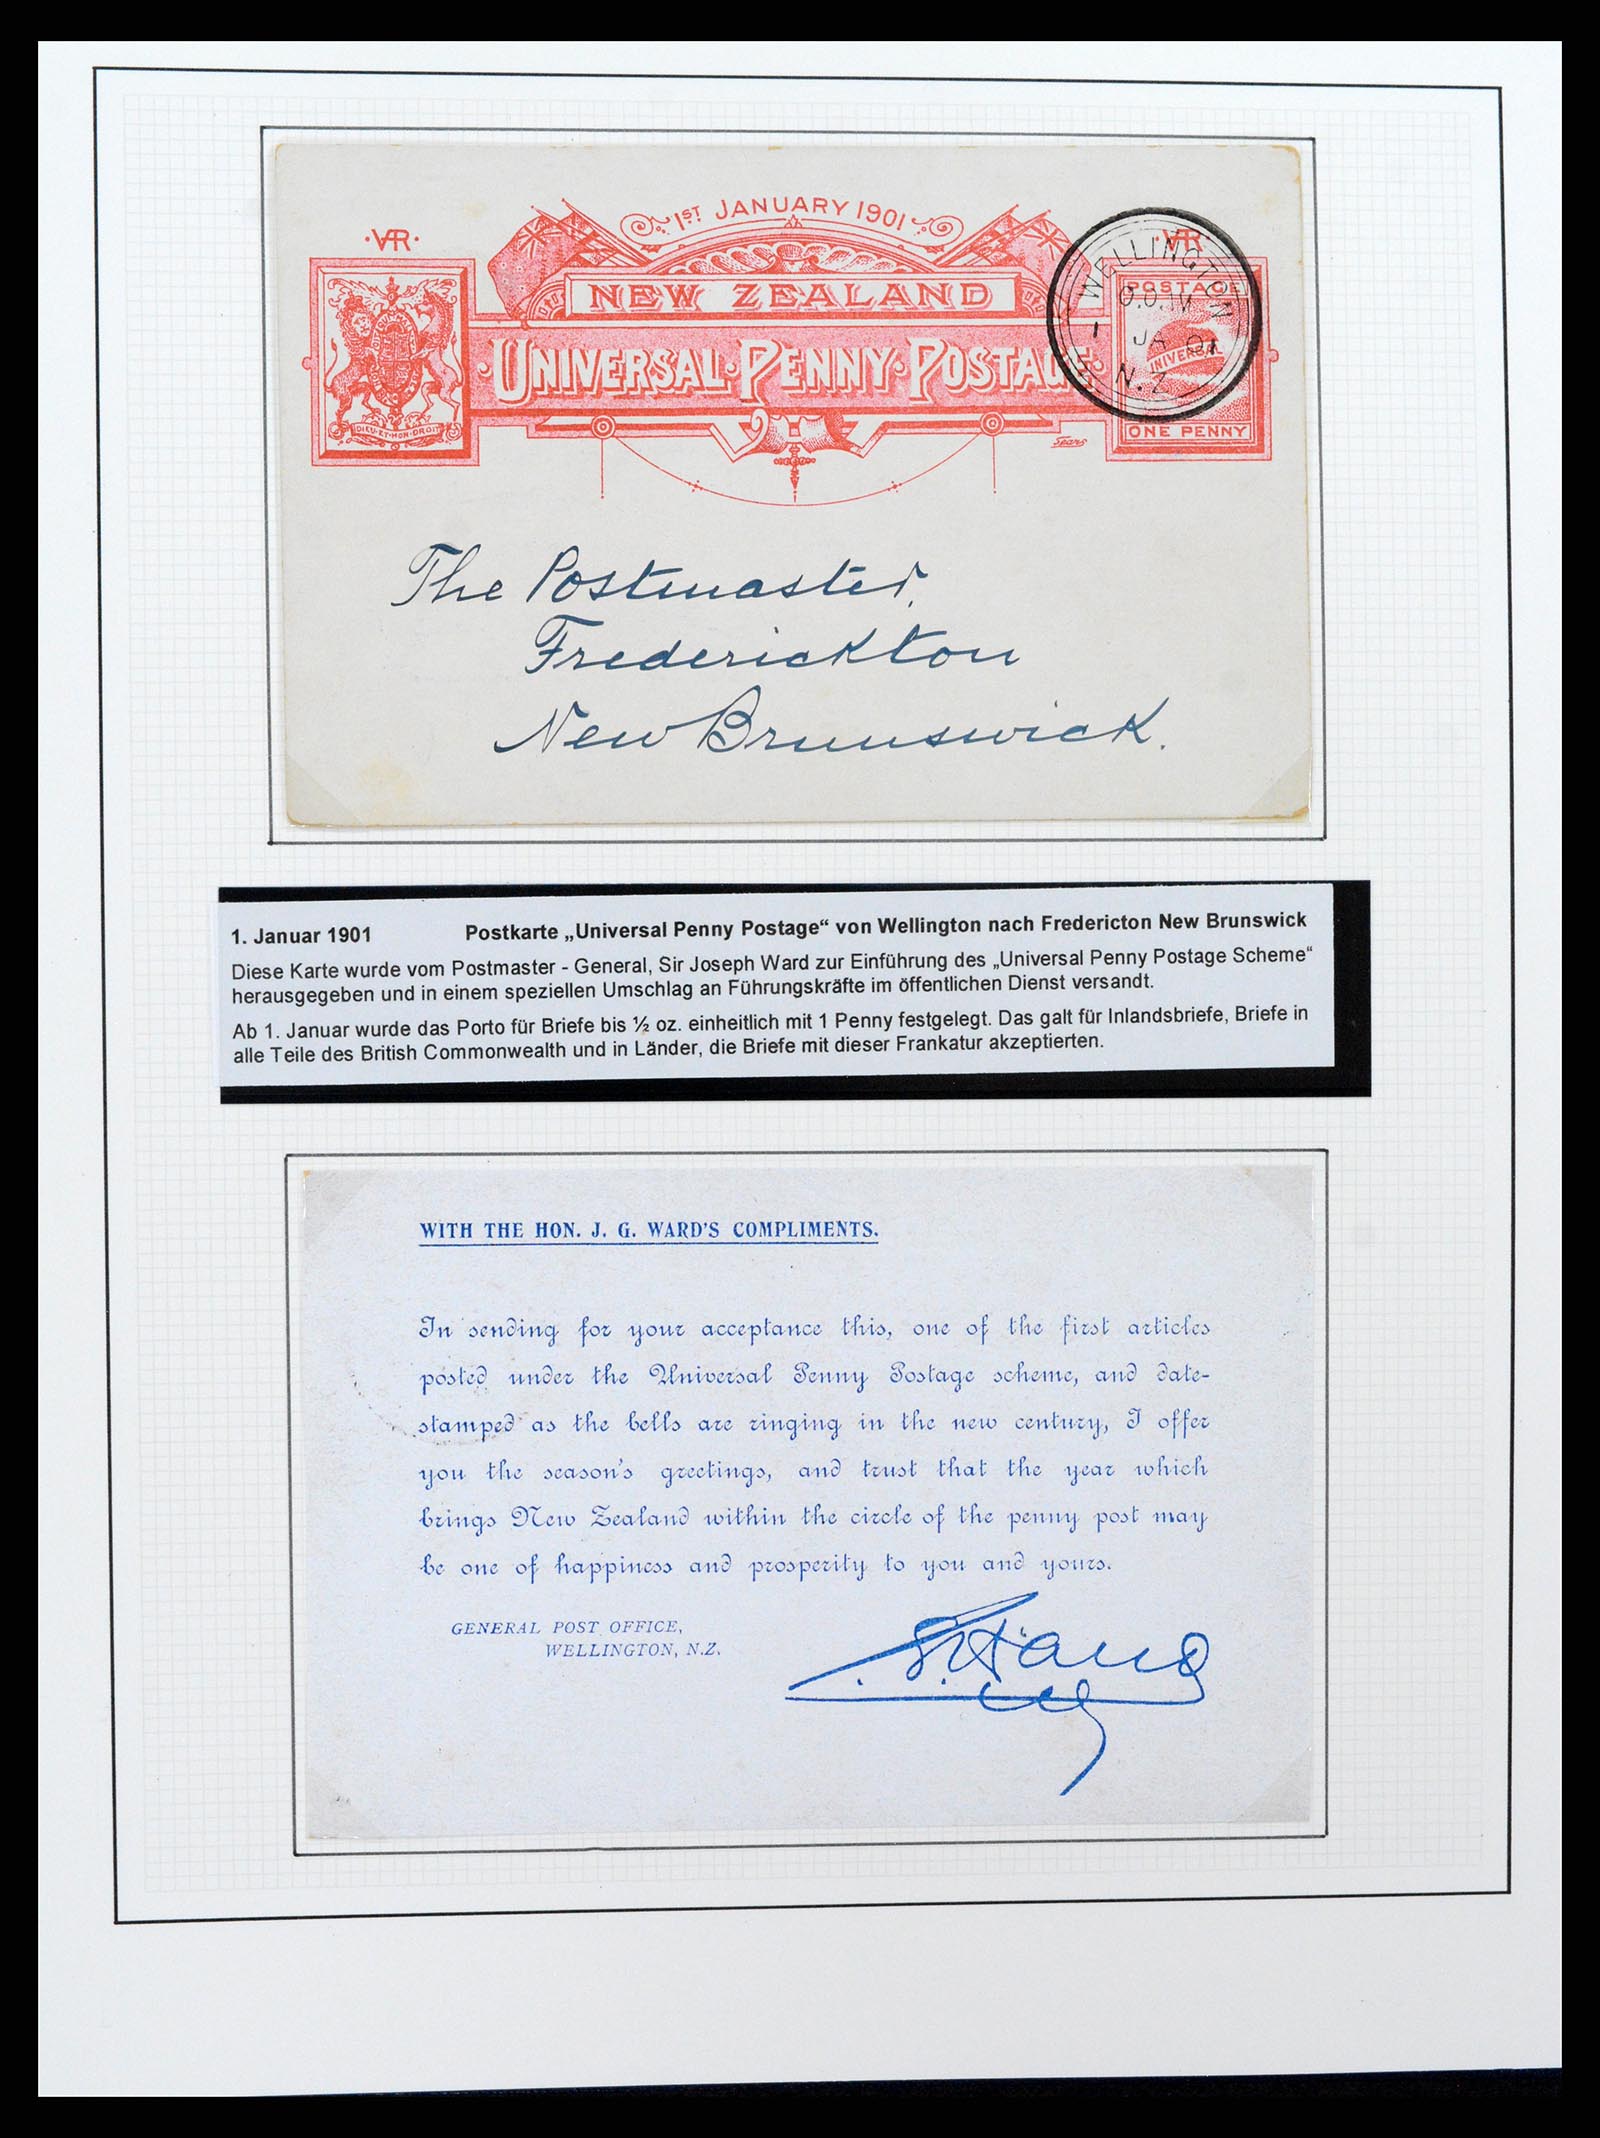 1ST JANUARY 1901
·VR·
·VR·
NEW ZEALAND
·UNIVERSAL·PENNY·POSTAGE·
WELLINGTON
JA 01
N.Z
POSTAGE
UNIVERSAL
ONE PENNY
DIEU·ET·MON·DROIT
The Postmaster,
Frederickton
New Brunswick.
1. Januar 1901 Postkarte „Universal Penny Postage“ von Wellington nach Fredericton New Brunswick
Diese Karte wurde vom Postmaster - General, Sir Joseph Ward zur Einführung des „Universal Penny Postage Scheme“
herausgegeben und in einem speziellen Umschlag an Führungskräfte im öffentlichen Dienst versandt.
Ab 1. Januar wurde das Porto für Briefe bis ½ oz. einheitlich mit 1 Penny festgelegt. Das galt für Inlandsbriefe, Briefe in
alle Teile des British Commonwealth und in Länder, die Briefe mit dieser Frankatur akzeptierten.
WITH THE HON. J. G. WARD'S COMPLIMENTS.
In sending for your acceptance this, one of the first articles
posted under the Universal Penny Postage scheme, and date-
stamped as the bells are ringing in the new century, I offer
you the season's greetings, and trust that the year which
brings New Zealand within the circle of the penny post may
be one of happiness and prosperity to you and yours.
GENERAL POST OFFICE,
WELLINGTON, N.Z.